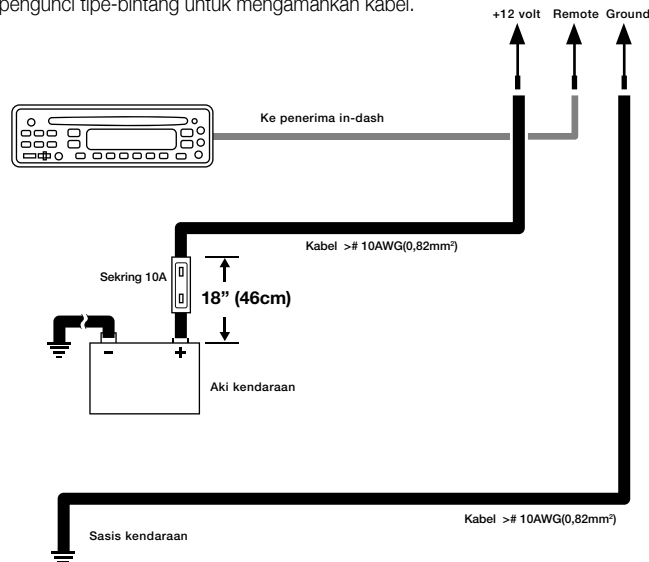 pengunci tipe-bintang untuk mengamankan kabel.
+12 volt Remote Ground
Ke penerima in-dash
Kabel ># 10AWG(0,82mm²)
Sekring 10A
18” (46cm)
- +
Aki kendaraan
Kabel ># 10AWG(0,82mm²)
Sasis kendaraan